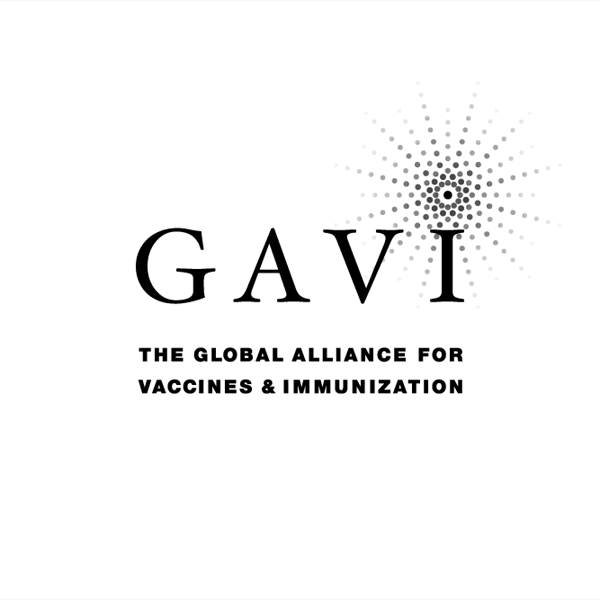 GAVI
THE GLOBAL ALLIANCE FOR
VACCINES & IMMUNIZATION